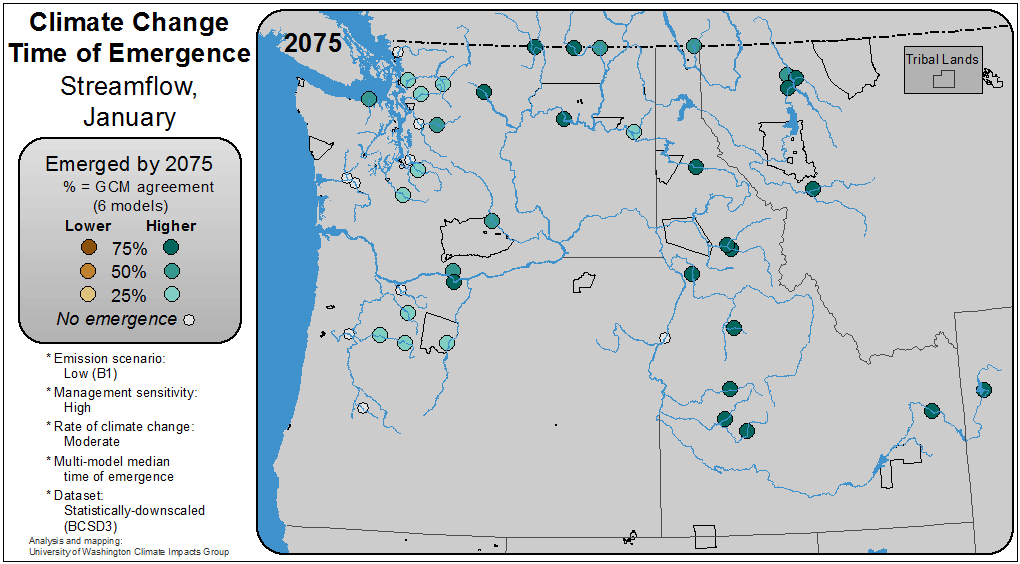 Climate Change
Time of Emergence
Streamflow,
January
Emerged by 2075
% = GCM agreement
(6 models)
Lower Higher
75%
50%
25%
No emergence
* Emission scenario:
Low (B1)
* Management sensitivity:
High
* Rate of climate change:
Moderate
* Multi-model median
time of emergence
* Dataset:
Statistically-downscaled
(BCSD3)
Analysis and mapping:
University of Washington Climate Impacts Group
2075
Tribal Lands